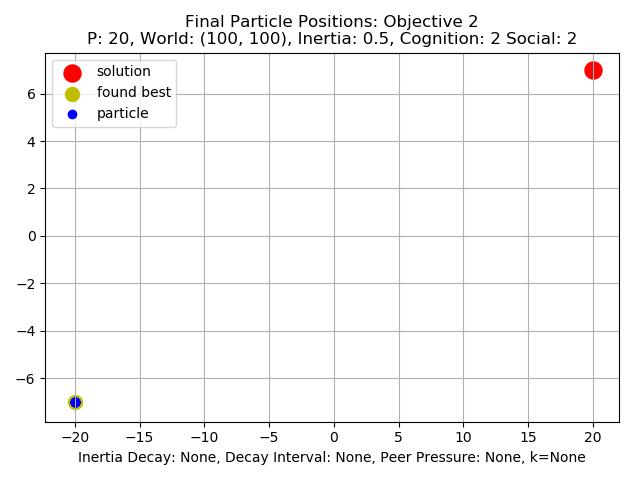 Final Particle Positions: Objective 2
P: 20, World: (100, 100), Inertia: 0.5, Cognition: 2 Social: 2
solution
found best
particle
6
4
2
0
−2
−4
−6
−20
−15
−10
−5
0
5
10
15
20
Inertia Decay: None, Decay Interval: None, Peer Pressure: None, k=None